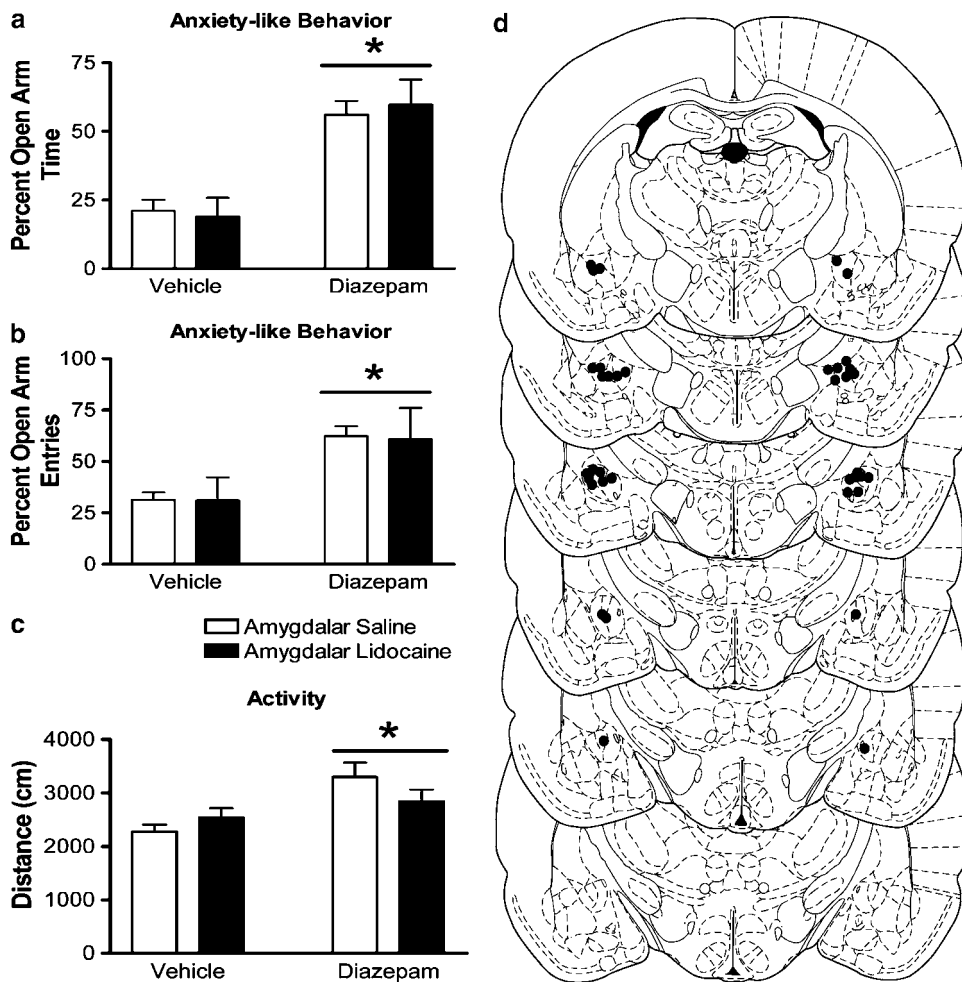 a
Anxiety-like Behavior
Percent Open Arm
Time
75
50
25
0
Vehicle
Diazepam
*
b
Anxiety-like Behavior
Percent Open Arm
Entries
100
75
50
25
0
Vehicle
Diazepam
*
c
Amygdalar Saline
Amygdalar Lidocaine
Activity
Distance (cm)
4000
3000
2000
1000
0
Vehicle
Diazepam
*
d